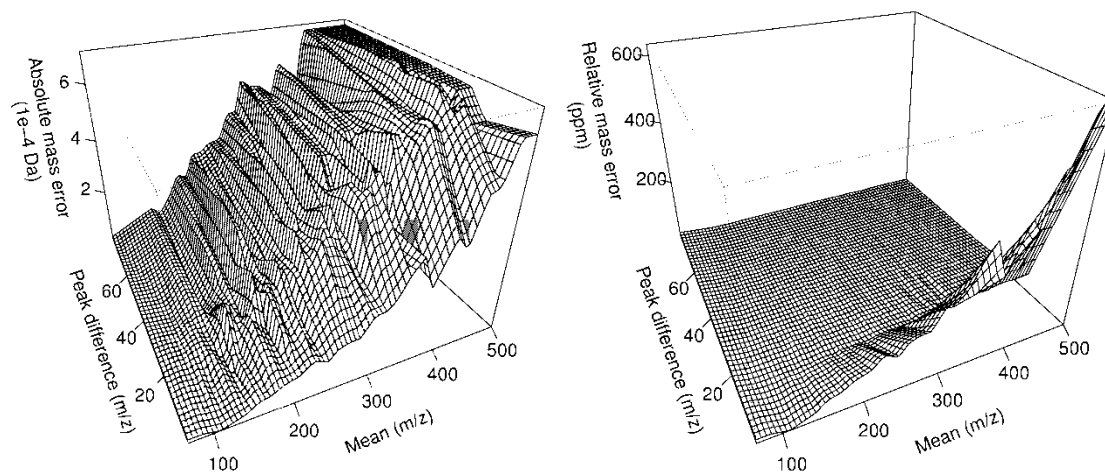 Absolute mass error
(1e−4 Da)
6
4
2
Peak difference (m/z)
60
40
20
Mean (m/z)
100
200
300
400
500
Relative mass error
(ppm)
600
400
200
Peak difference (m/z)
60
40
20
Mean (m/z)
100
200
300
400
500